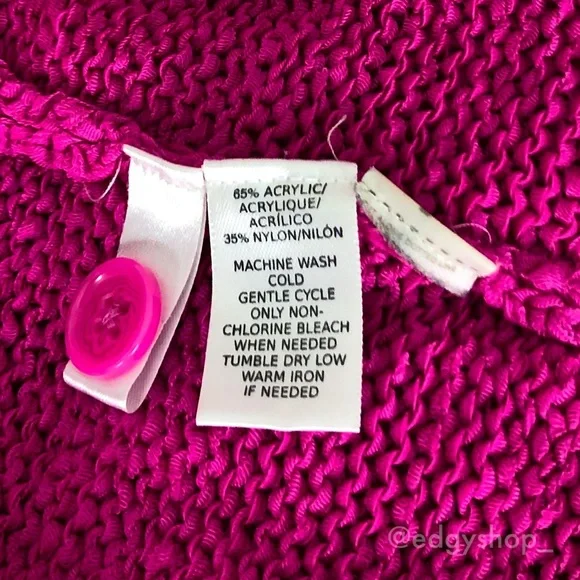 65% ACRYLIC/
ACRYLIQUE/
ACRÍLICO
35% NYLON/NILÓN
MACHINE WASH
COLD
GENTLE CYCLE
ONLY NON-
CHLORINE BLEACH
WHEN NEEDED
TUMBLE DRY LOW
WARM IRON
IF NEEDED
@edgyshop_